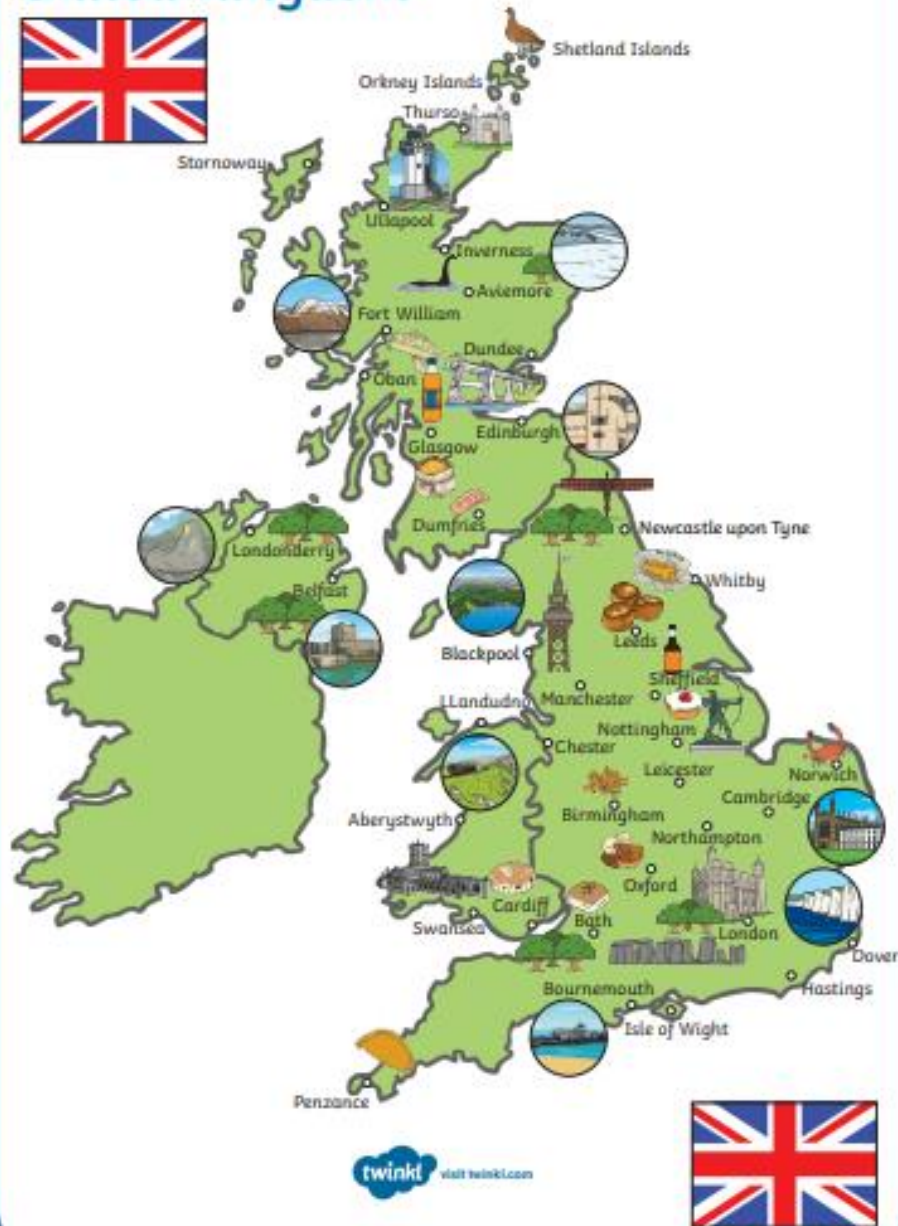 Shetland Islands
Orkney Islands
Thurso
Stornoway
Ullapool
Inverness
Aviemore
Fort William
Dundee
Oban
Edinburgh
Glasgow
Dumfries
Newcastle upon Tyne
Londonderry
Whitby
Belfast
Leeds
Blackpool
Sheffield
Manchester
LLandudno
Nottingham
Chester
Leicester
Norwich
Cambridge
Birmingham
Aberystwyth
Northampton
Oxford
Cardiff
Bath
Swansea
London
Dover
Bournemouth
Hastings
Isle of Wight
Penzance
twinkl visit twinkl.com